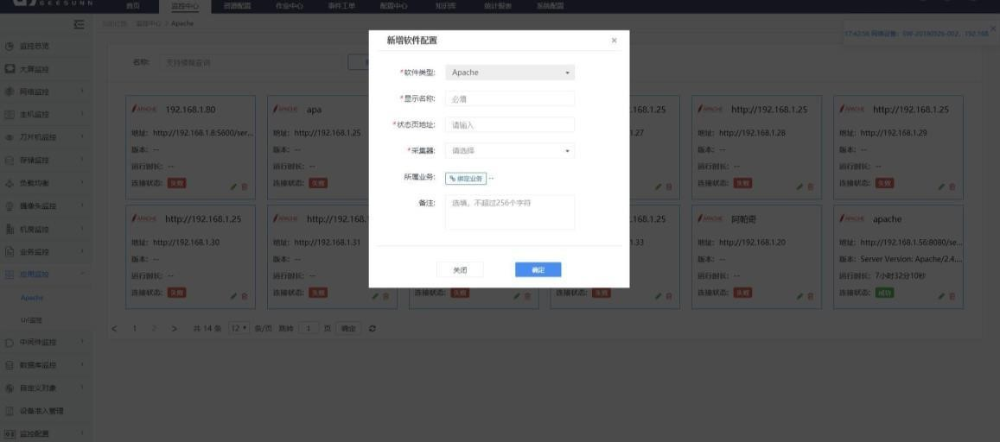 GEESUNN
首页 监控中心 资源配置 作业中心 事件工单 配置中心 知识库 统计报表 系统配置
监控中心 > Apache
17:42:56 网络设备: SW-20180526-002, 192.168
监控总览
大屏监控
网络监控
主机监控
刀片机监控
存储监控
负载均衡
摄像头监控
机房监控
业务监控
应用监控
Apache
Url监控
中间件监控
数据库监控
自定义对象
设备准入管理
监控配置
名称: 支持模糊查询
新增软件配置 ×
*软件类型: Apache
*显示名称: 必填
*状态页地址: 请输入
*采集器: 请选择
所属业务: 绑定业务 --
备注: 选填，不超过256个字符
关闭 确定
APACHE 192.168.1.80
地址: http://192.168.1.8:5600/ser...
版本: --
运行时长: --
连接状态: 失败
APACHE apa
地址: http://192.168.1.25
版本: --
运行时长: --
连接状态: 失败
.168.1.25
1.27
APACHE http://192.168.1.25
地址: http://192.168.1.28
版本: --
运行时长: --
连接状态: 失败
APACHE http://192.168.1.25
地址: http://192.168.1.29
版本: --
运行时长: --
连接状态: 失败
APACHE http://192.168.1.25
地址: http://192.168.1.30
版本: --
运行时长: --
连接状态: 失败
APACHE http://192.168.
地址: http://192.168.1.31
版本: --
运行时长: --
连接状态: 失败
连接状态: 失败
.168.1.25
1.33
连接状态: 失败
APACHE 阿帕奇
地址: http://192.168.1.20
版本: --
运行时长: --
连接状态: 失败
APACHE apache
地址: http://192.168.1.56:8080/se...
版本: Server Version: Apache/2.4....
运行时长: 7小时32分10秒
连接状态: 成功
< 1 2 > 共 14 条 12 条/页 跳转 1 页 确定